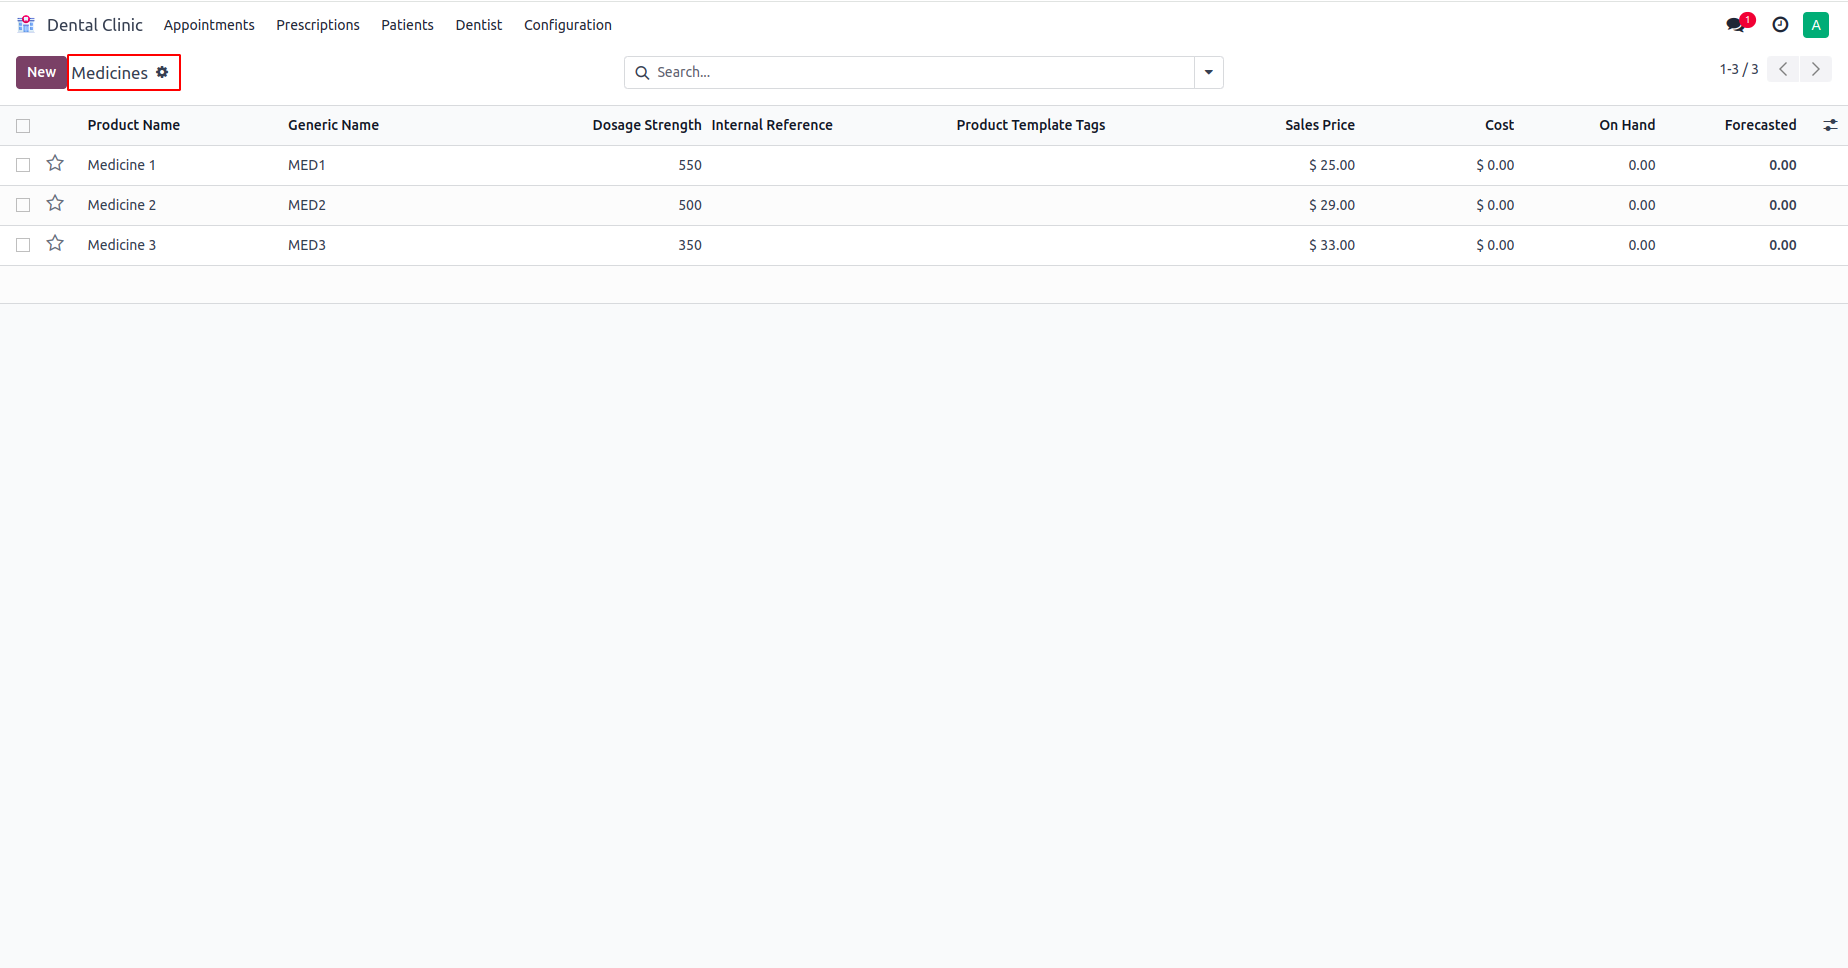 Dental Clinic Appointments Prescriptions Patients Dentist Configuration 1 A
New Medicines Search... 1-3 / 3
Product Name Generic Name Dosage Strength Internal Reference Product Template Tags Sales Price Cost On Hand Forecasted
Medicine 1 MED1 550 $ 25.00 $ 0.00 0.00 0.00
Medicine 2 MED2 500 $ 29.00 $ 0.00 0.00 0.00
Medicine 3 MED3 350 $ 33.00 $ 0.00 0.00 0.00